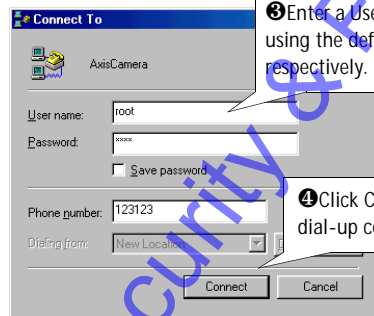 Connect To
❸Enter a Use
using the def
respectively.
AxisCamera
User name:
root
Password:
****
Save password
Phone number:
123123
❹Click C
dial-up co
Dialing from:
New Location
Connect
Cancel
curity &